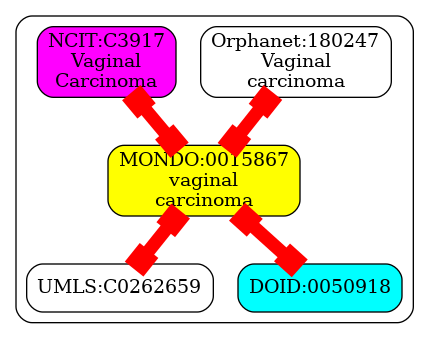 NCIT:C3917
Vaginal
Carcinoma
Orphanet:180247
Vaginal
carcinoma
MONDO:0015867
vaginal
carcinoma
UMLS:C0262659
DOID:0050918